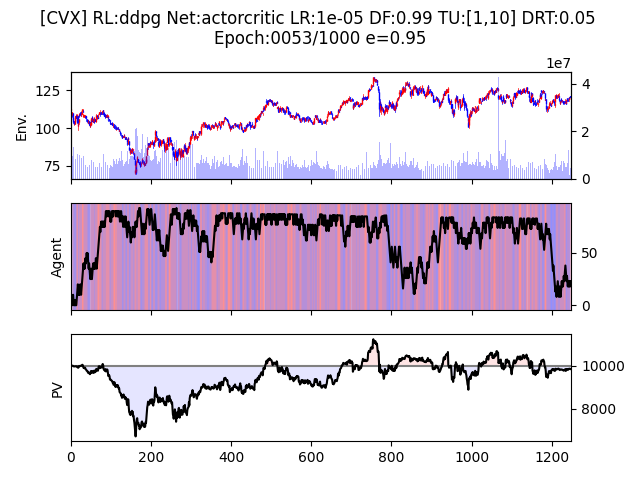 [CVX] RL:ddpg Net:actorcritic LR:1e-05 DF:0.99 TU:[1,10] DRT:0.05
Epoch:0053/1000 e=0.95
1e7
125
100
75
Env.
4
2
0
Agent
50
0
PV
10000
8000
0
200
400
600
800
1000
1200